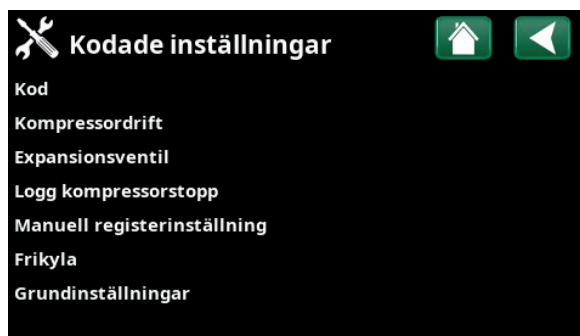 Kodade inställningar
Kod
Kompressordrift
Expansionsventil
Logg kompressorstopp
Manuell registerinställning
Frikyla
Grundinställningar